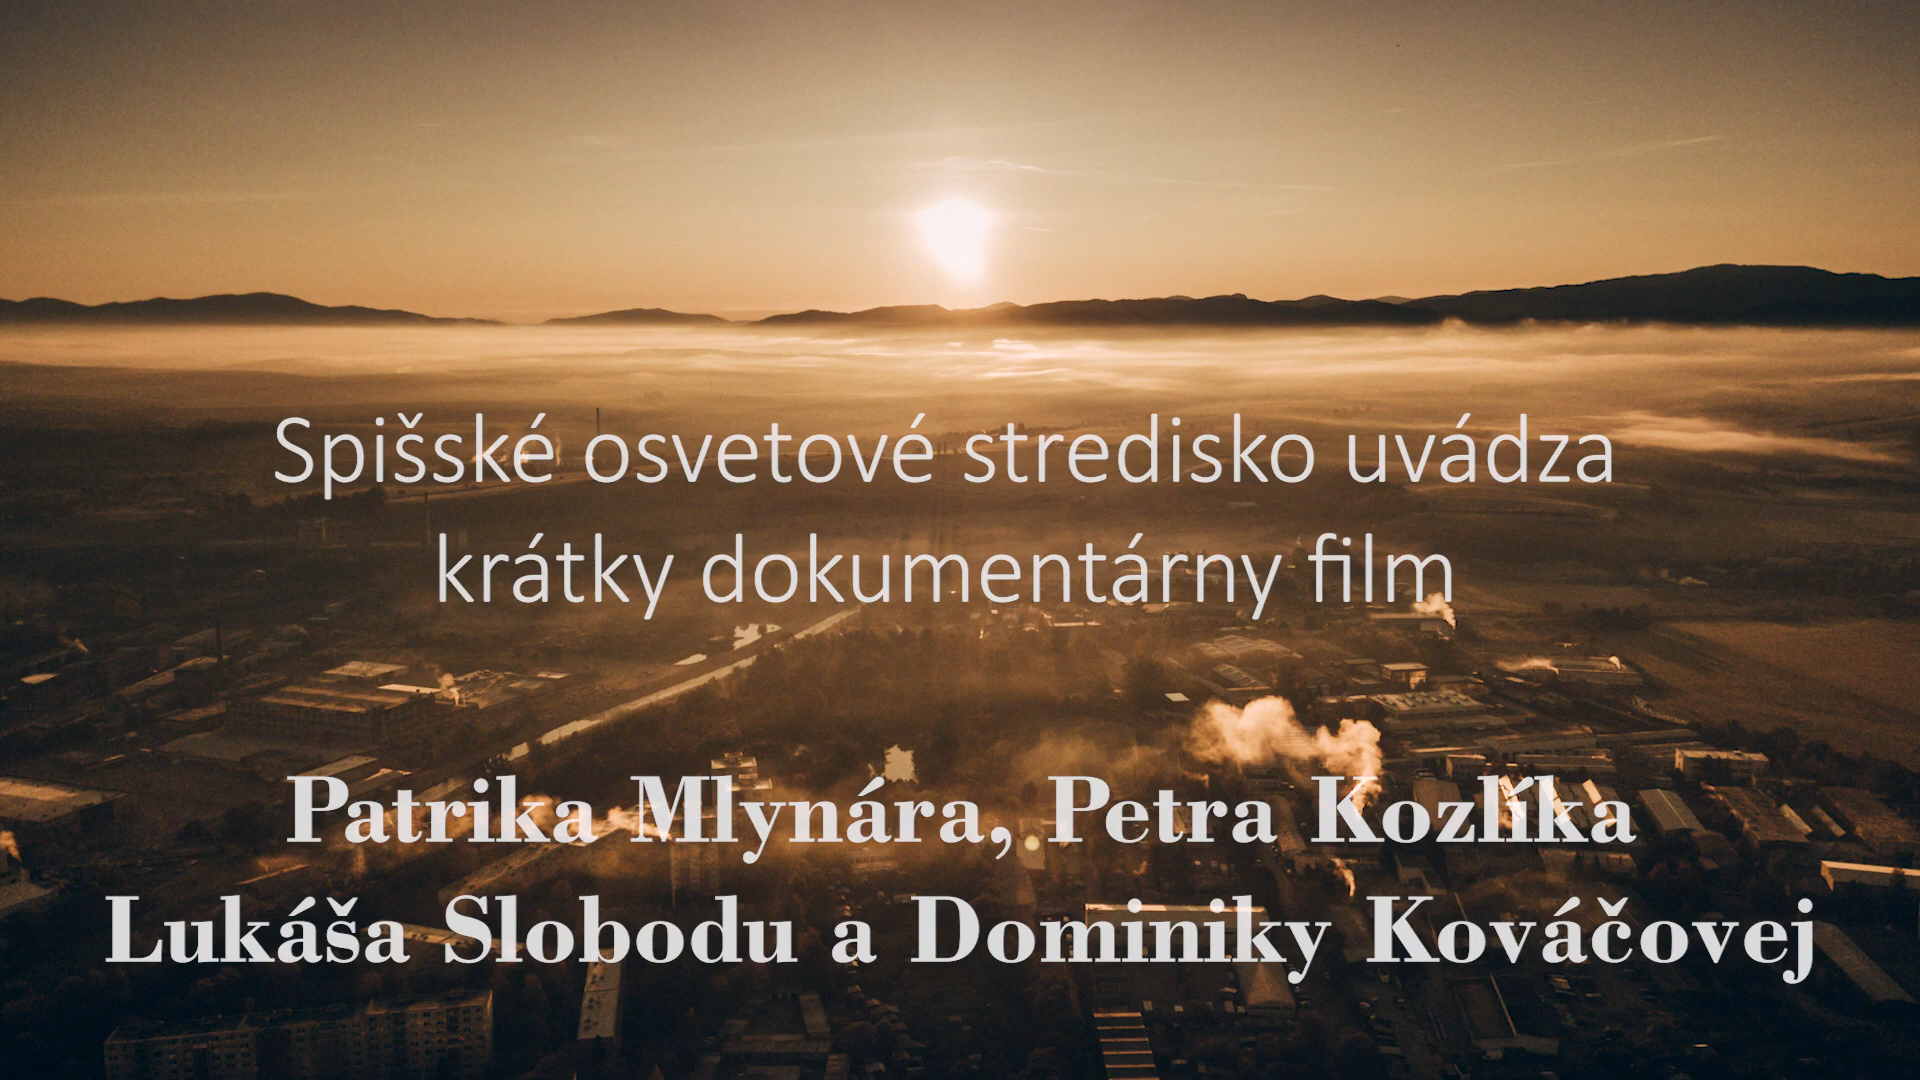 Spišské osvetové stredisko uvádza
krátky dokumentárny film
Patrika Mlynára, Petra Kozlíka
Lukáša Slobodu a Dominiky Kováčovej